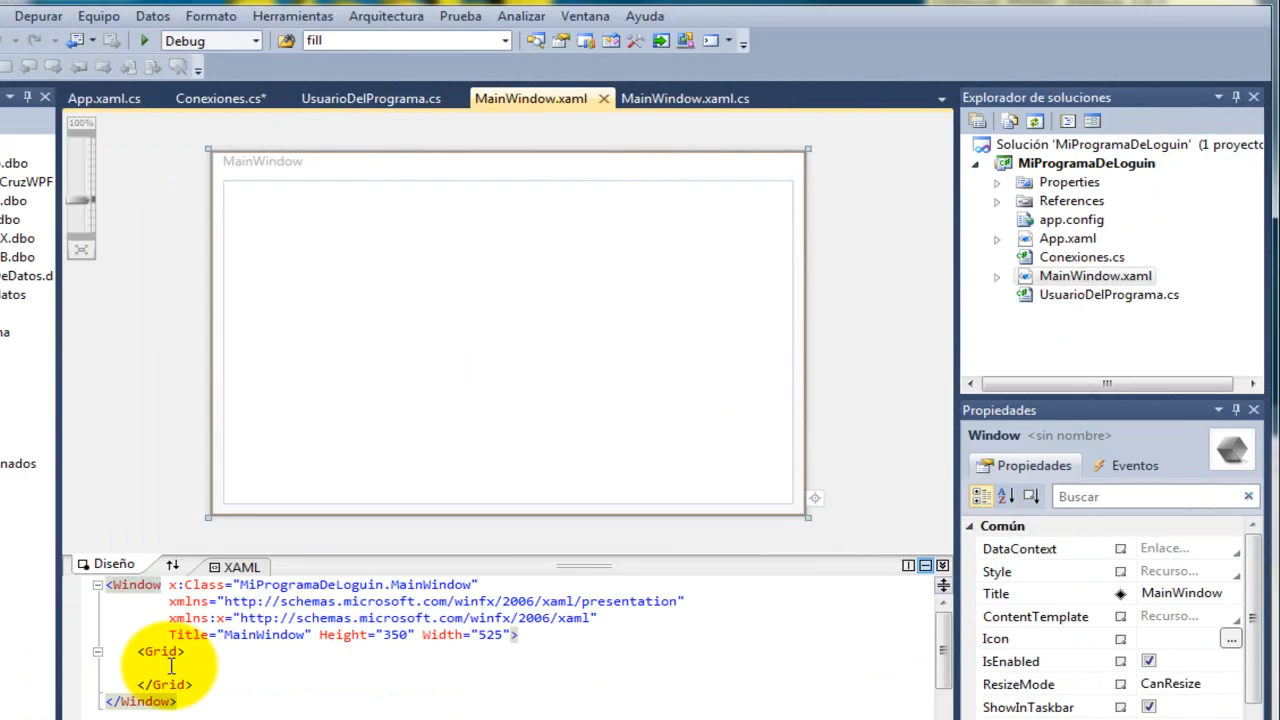 Depurar Equipo Datos Formato Herramientas Arquitectura Prueba Analizar Ventana Ayuda
Debug fill
App.xaml.cs Conexiones.cs* UsuarioDelPrograma.cs MainWindow.xaml MainWindow.xaml.cs
100%
MainWindow
.dbo
CruzWPF
.dbo
dbo
X.dbo
B.dbo
eDatos.d
atos
na
nados
Diseño XAML
<Window x:Class="MiProgramaDeLoguin.MainWindow"
xmlns="http://schemas.microsoft.com/winfx/2006/xaml/presentation"
xmlns:x="http://schemas.microsoft.com/winfx/2006/xaml"
Title="MainWindow" Height="350" Width="525">
<Grid>
</Grid>
</Window>
Explorador de soluciones
Solución 'MiProgramaDeLoguin' (1 proyecto
MiProgramaDeLoguin
Properties
References
app.config
App.xaml
Conexiones.cs
MainWindow.xaml
UsuarioDelPrograma.cs
Propiedades
Window <sin nombre>
Propiedades Eventos
Buscar
Común
DataContext Enlace...
Style Recurso...
Title MainWindow
ContentTemplate Recurso...
Icon ...
IsEnabled
ResizeMode CanResize
ShowInTaskbar